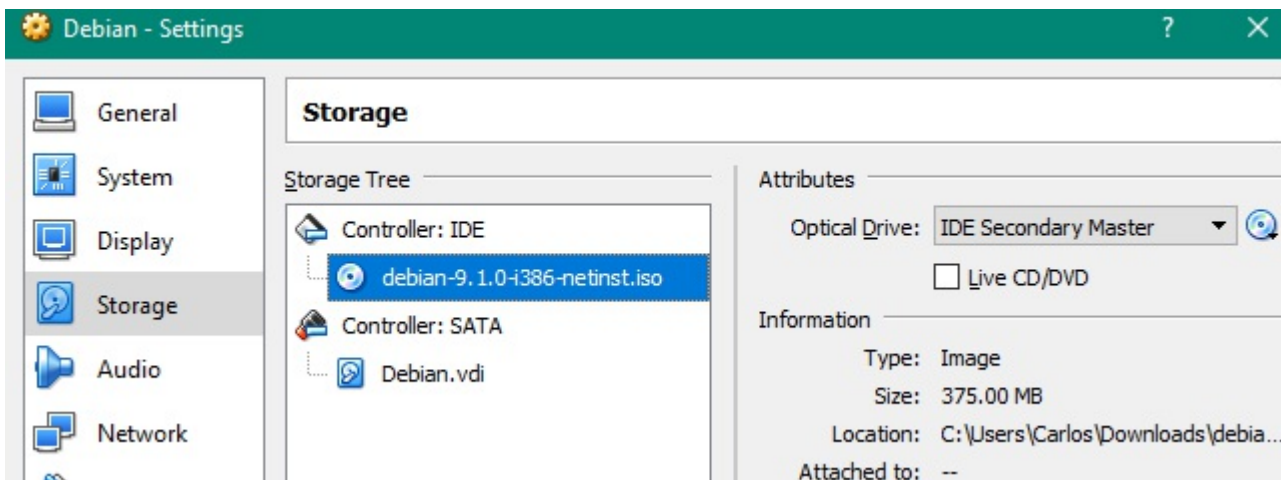 Debian - Settings ? ×
General
System
Display
Storage
Audio
Network
Storage
Storage Tree
Controller: IDE
debian-9.1.0-i386-netinst.iso
Controller: SATA
Debian.vdi
Attributes
Optical Drive: IDE Secondary Master
Live CD/DVD
Information
Type: Image
Size: 375.00 MB
Location: C:\Users\Carlos\Downloads\debia...
Attached to: --